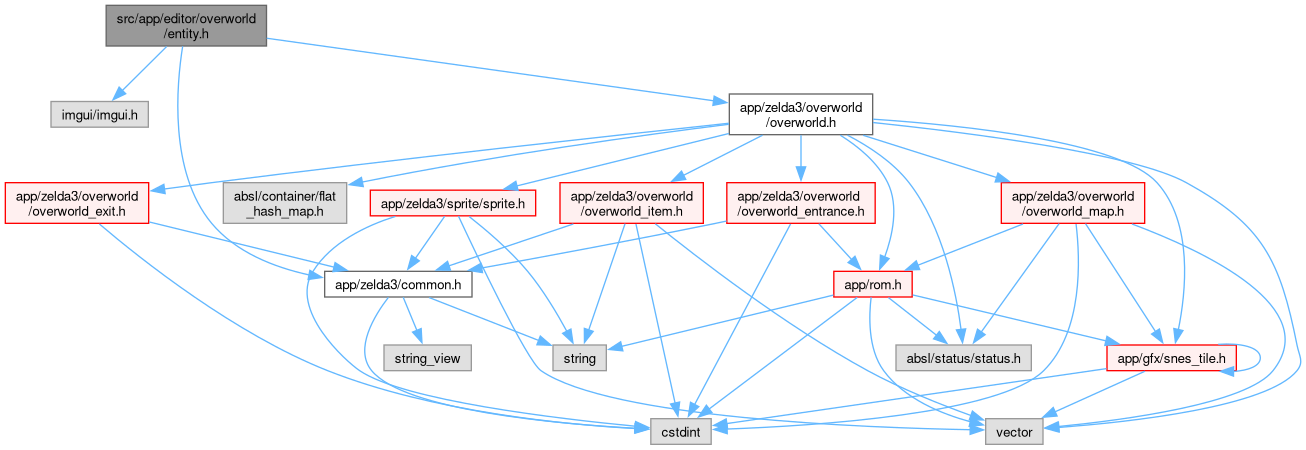 src/app/editor/overworld
/entity.h
imgui/imgui.h
app/zelda3/overworld
/overworld.h
app/zelda3/overworld
/overworld_exit.h
absl/container/flat
_hash_map.h
app/zelda3/sprite/sprite.h
app/zelda3/overworld
/overworld_item.h
app/zelda3/overworld
/overworld_entrance.h
app/zelda3/overworld
/overworld_map.h
app/zelda3/common.h
app/rom.h
string_view
string
absl/status/status.h
app/gfx/snes_tile.h
cstdint
vector